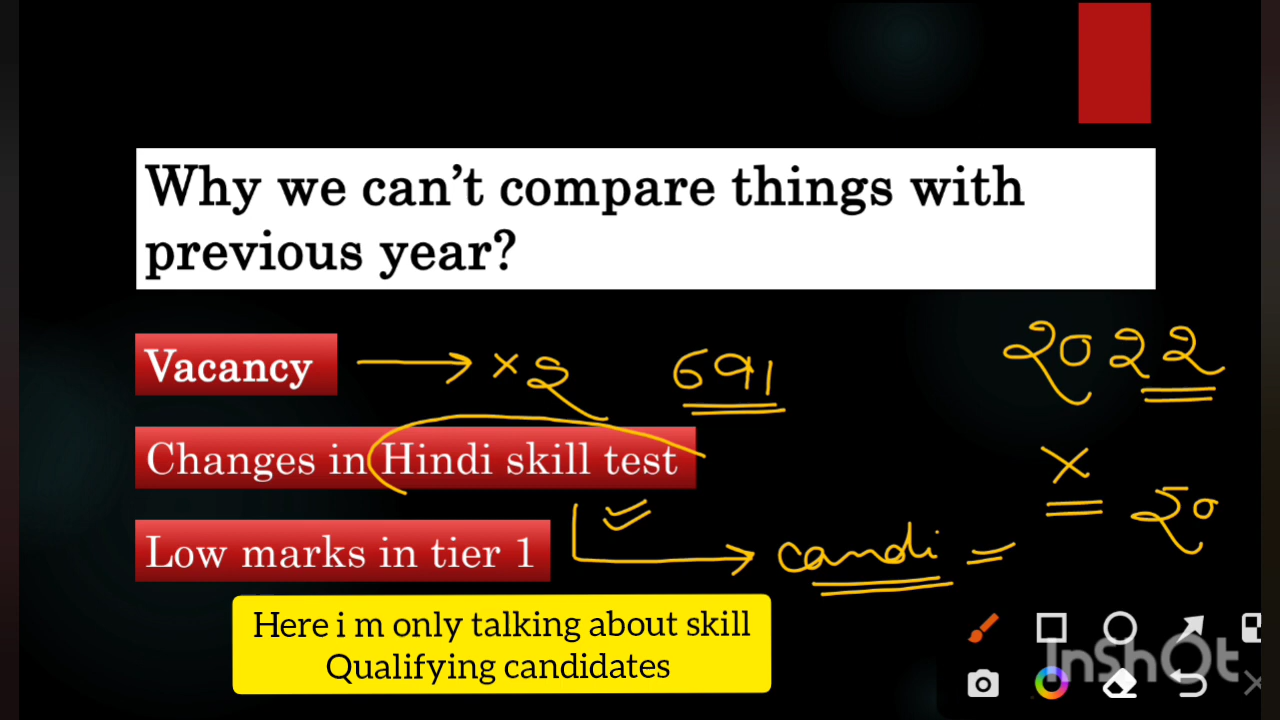 Why we can't compare things with
previous year?
Vacancy × 2 691 2022
Changes in Hindi skill test
× 20
Low marks in tier 1 candi =
Here i m only talking about skill
Qualifying candidates
InShOt